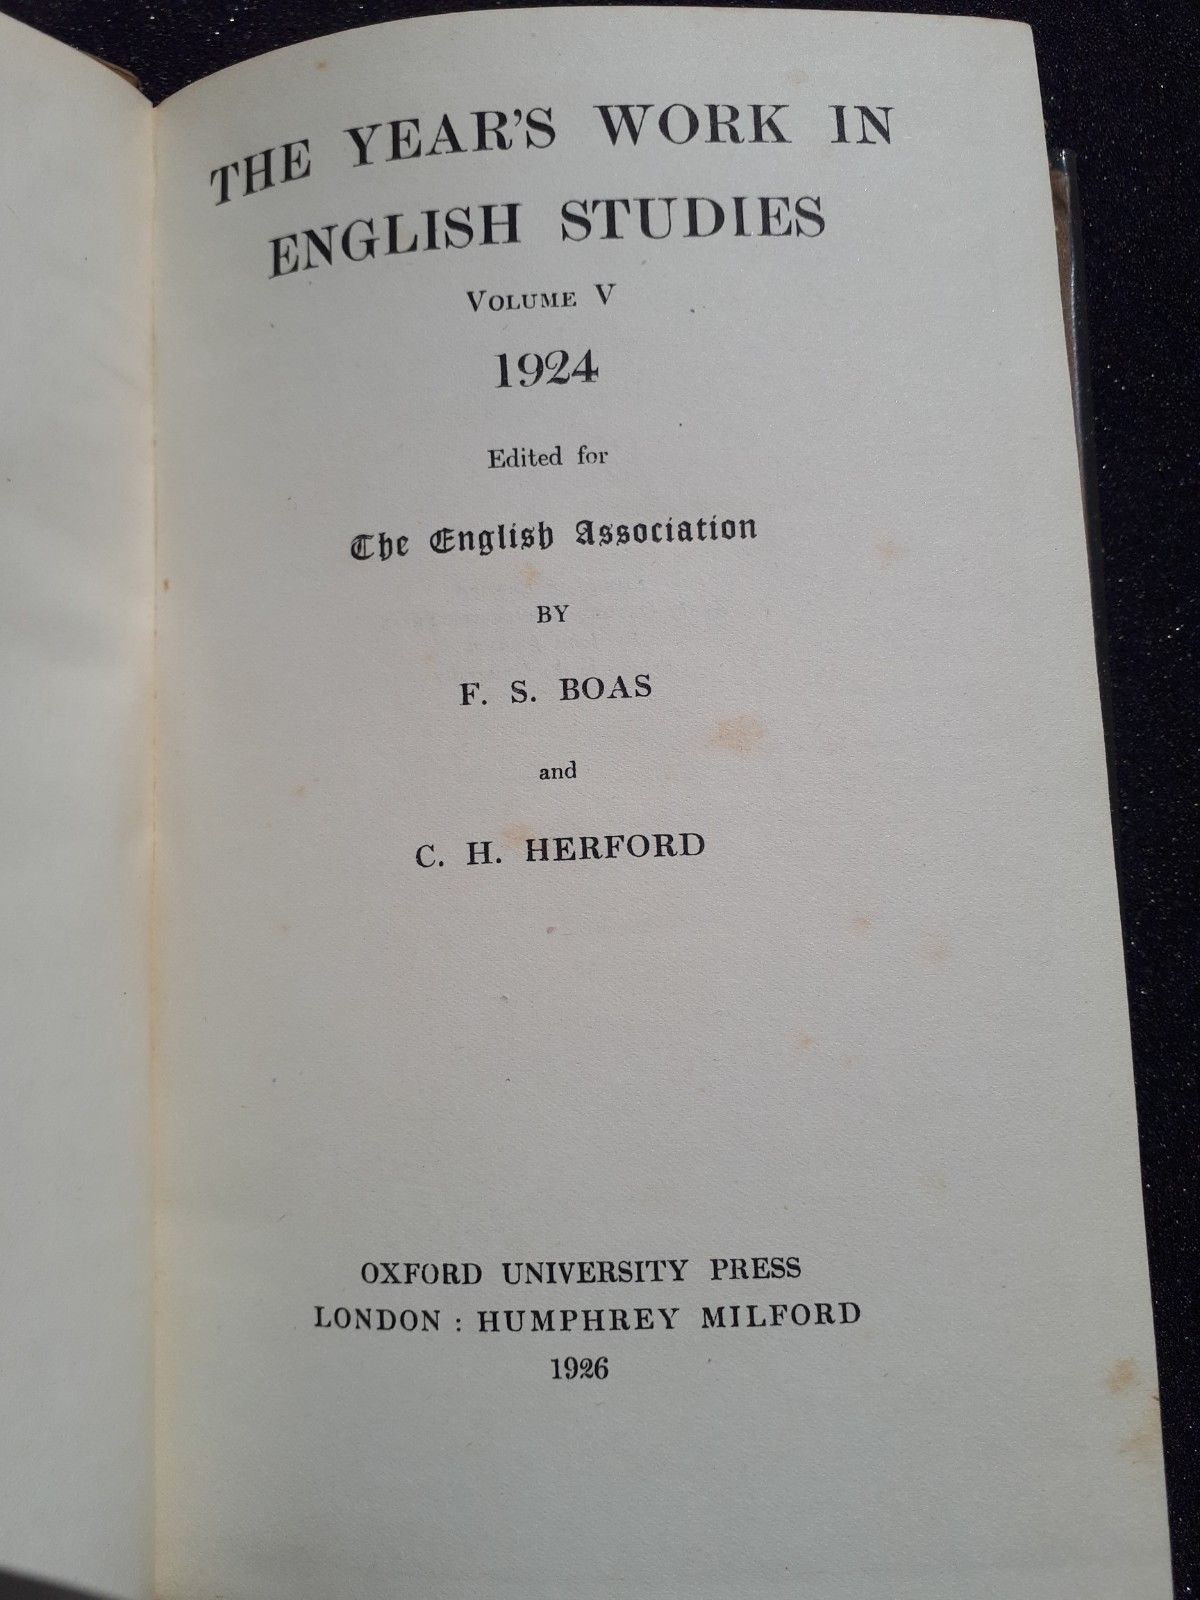 THE YEAR'S WORK IN
ENGLISH STUDIES
VOLUME V
1924
Edited for
The English Association
BY
F. S. BOAS
and
C. H. HERFORD
OXFORD UNIVERSITY PRESS
LONDON : HUMPHREY MILFORD
1926